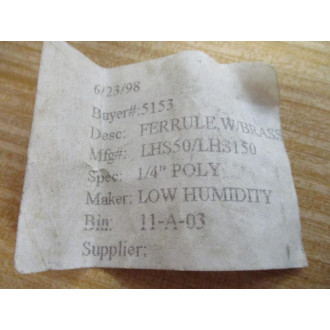 6/23/98
Buyer#:5153
Desc: FERRULE,W/BRASS
Mfg#: LHS50/LHS150
Spec: 1/4" POLY
Maker: LOW HUMIDITY
Bin: 11-A-03
Supplier;